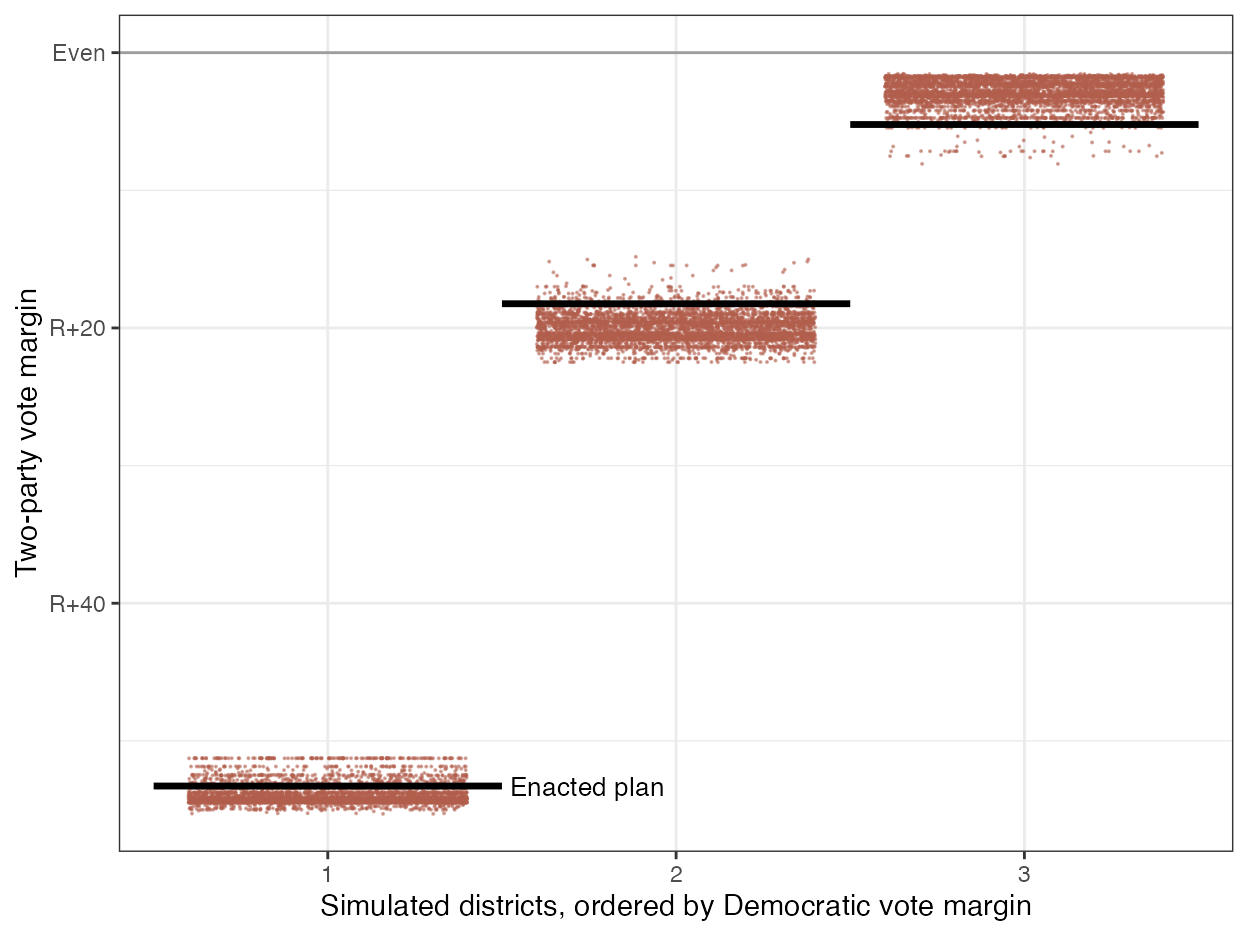 Even
R+20
R+40
Two-party vote margin
Enacted plan
1
2
3
Simulated districts, ordered by Democratic vote margin